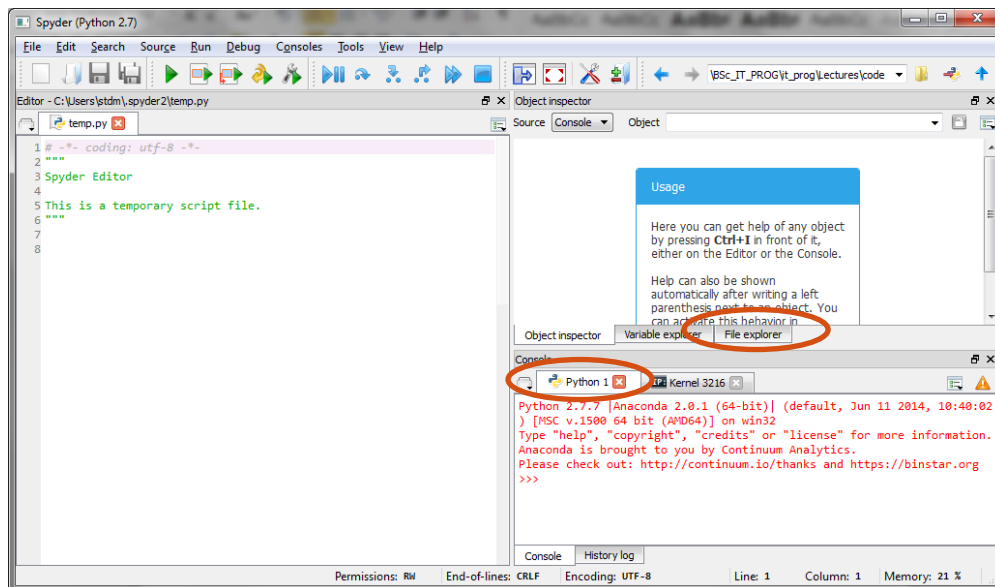 Spyder (Python 2.7)
File Edit Search Source Run Debug Consoles Tools View Help
\BSc_IT_PROG\it_prog\Lectures\code
Editor - C:\Users\stdm\.spyder2\temp.py
temp.py
1 # -*- coding: utf-8 -*-
2 """
3 Spyder Editor
4
5 This is a temporary script file.
6 """
7
8
Object inspector
Source Console Object
Usage
Here you can get help of any object
by pressing Ctrl+I in front of it,
either on the Editor or the Console.
Help can also be shown
automatically after writing a left
parenthesis next to an object. You
can activate this behavior in
Object inspector Variable explorer File explorer
Console
Python 1 IP: Kernel 3216
Python 2.7.7 |Anaconda 2.0.1 (64-bit)| (default, Jun 11 2014, 10:40:02
) [MSC v.1500 64 bit (AMD64)] on win32
Type "help", "copyright", "credits" or "license" for more information.
Anaconda is brought to you by Continuum Analytics.
Please check out: http://continuum.io/thanks and https://binstar.org
>>>
Console History log
Permissions: RW End-of-lines: CRLF Encoding: UTF-8 Line: 1 Column: 1 Memory: 21 %